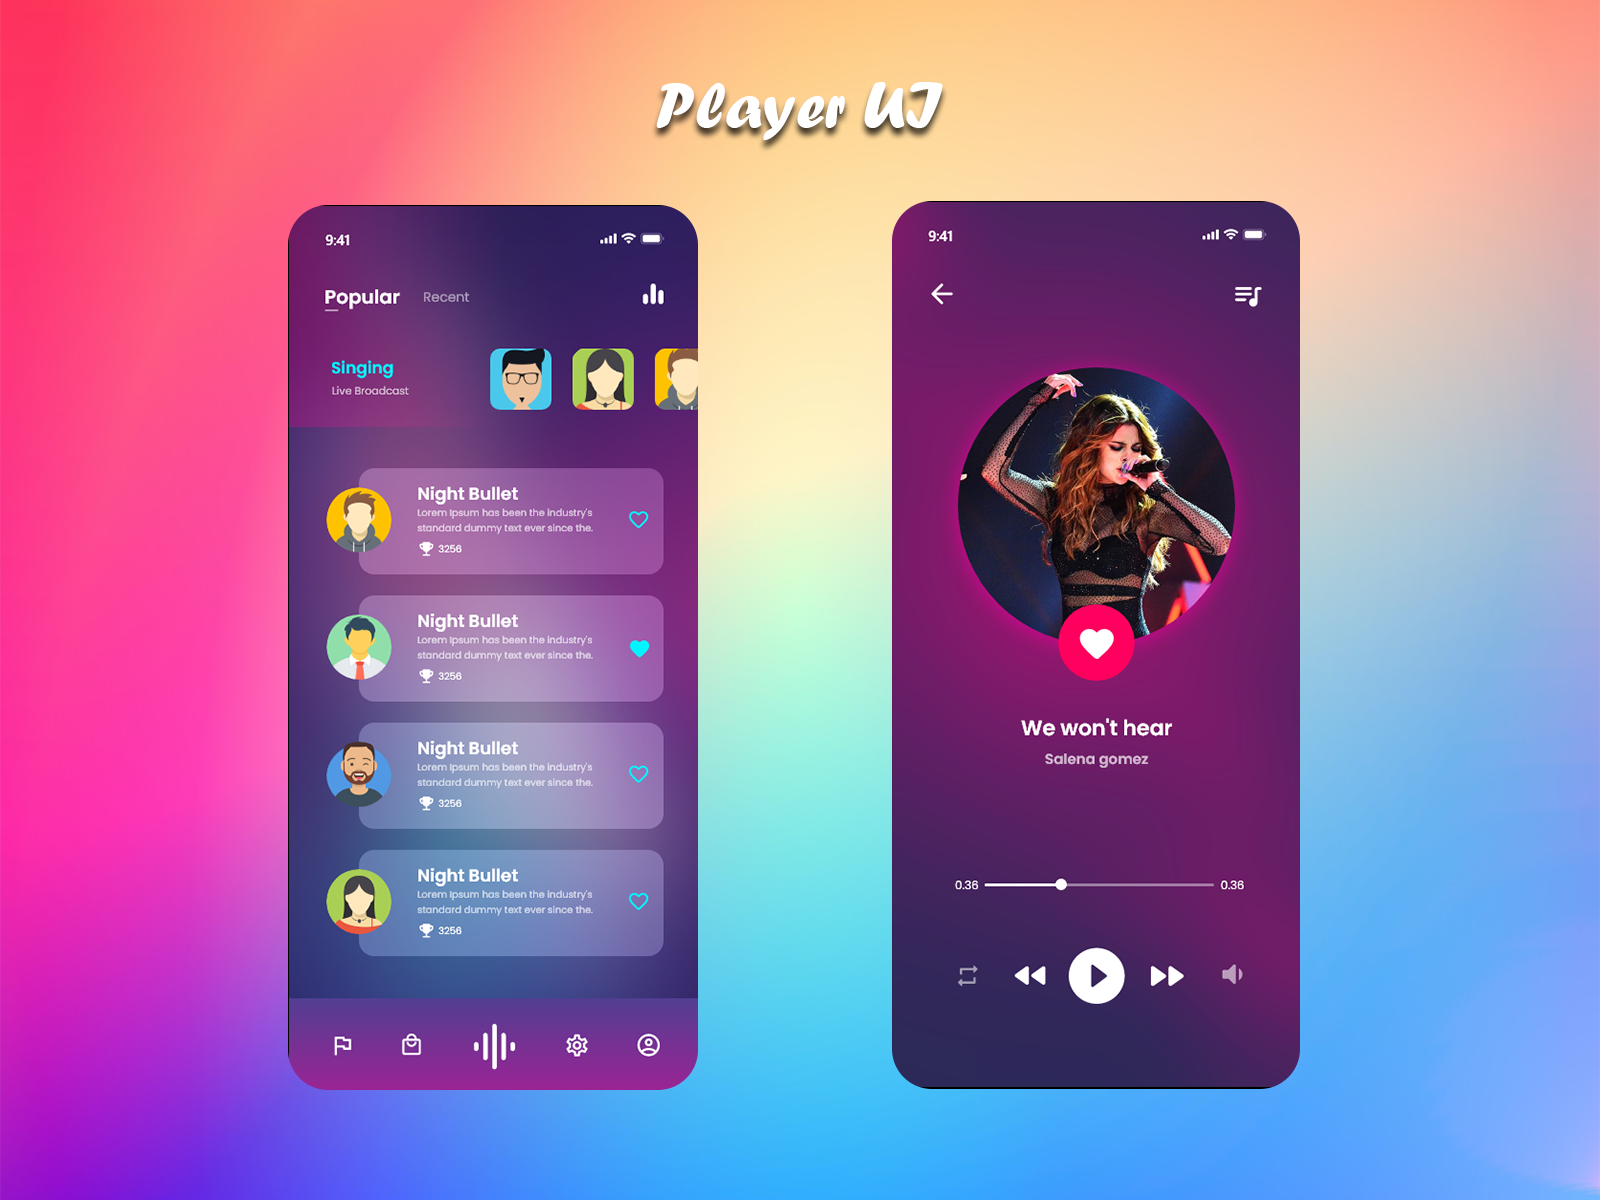 Player UI
9:41
Popular Recent
Singing
Live Broadcast
Night Bullet
Lorem Ipsum has been the industry's
standard dummy text ever since the.
3256
Night Bullet
Lorem Ipsum has been the industry's
standard dummy text ever since the.
3256
Night Bullet
Lorem Ipsum has been the industry's
standard dummy text ever since the.
3256
Night Bullet
Lorem Ipsum has been the industry's
standard dummy text ever since the.
3256
9:41
We won't hear
Salena gomez
0.36 0.36